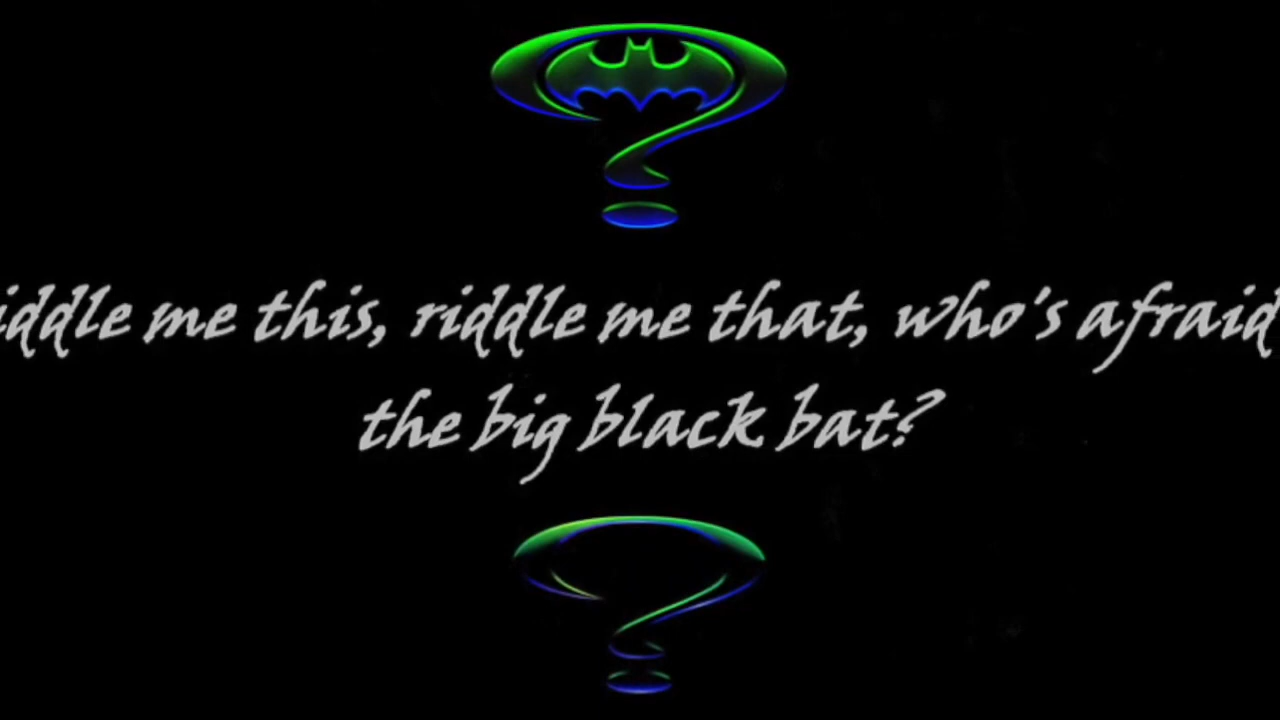 iddle me this, riddle me that, who's afraid
the big black bat?